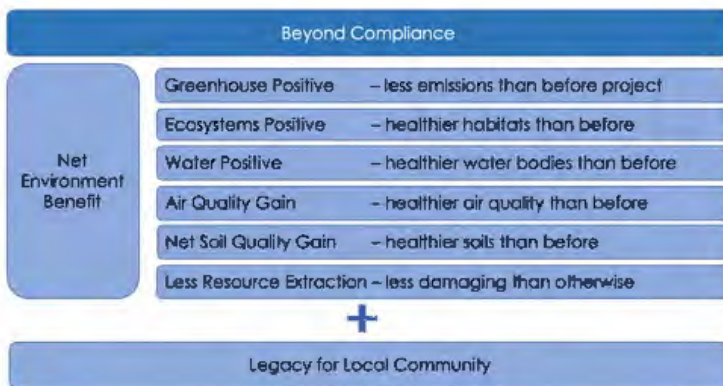 Beyond Compliance
Net
Environment
Benefit
Greenhouse Positive – less emissions than before project
Ecosystems Positive – healthier habitats than before
Water Positive – healthier water bodies than before
Air Quality Gain – healthier air quality than before
Net Soil Quality Gain – healthier soils than before
Less Resource Extraction – less damaging than otherwise
+
Legacy for Local Community